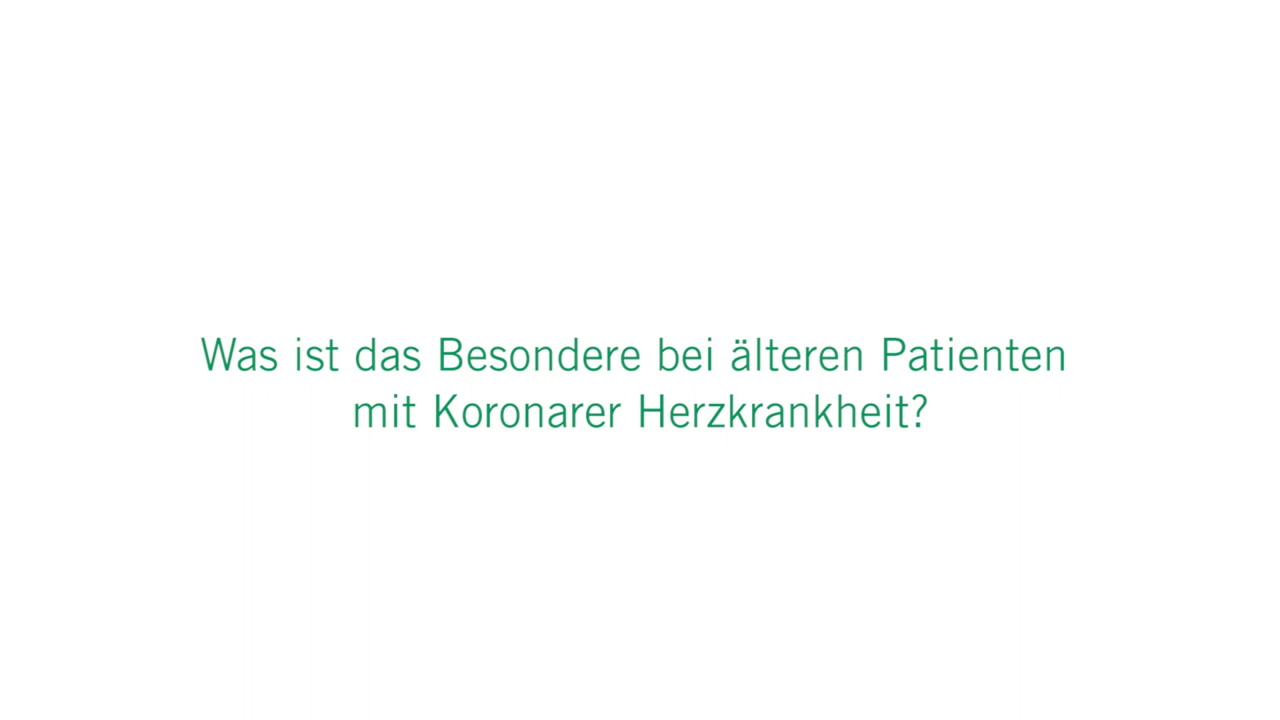 Was ist das Besondere bei älteren Patienten
mit Koronarer Herzkrankheit?